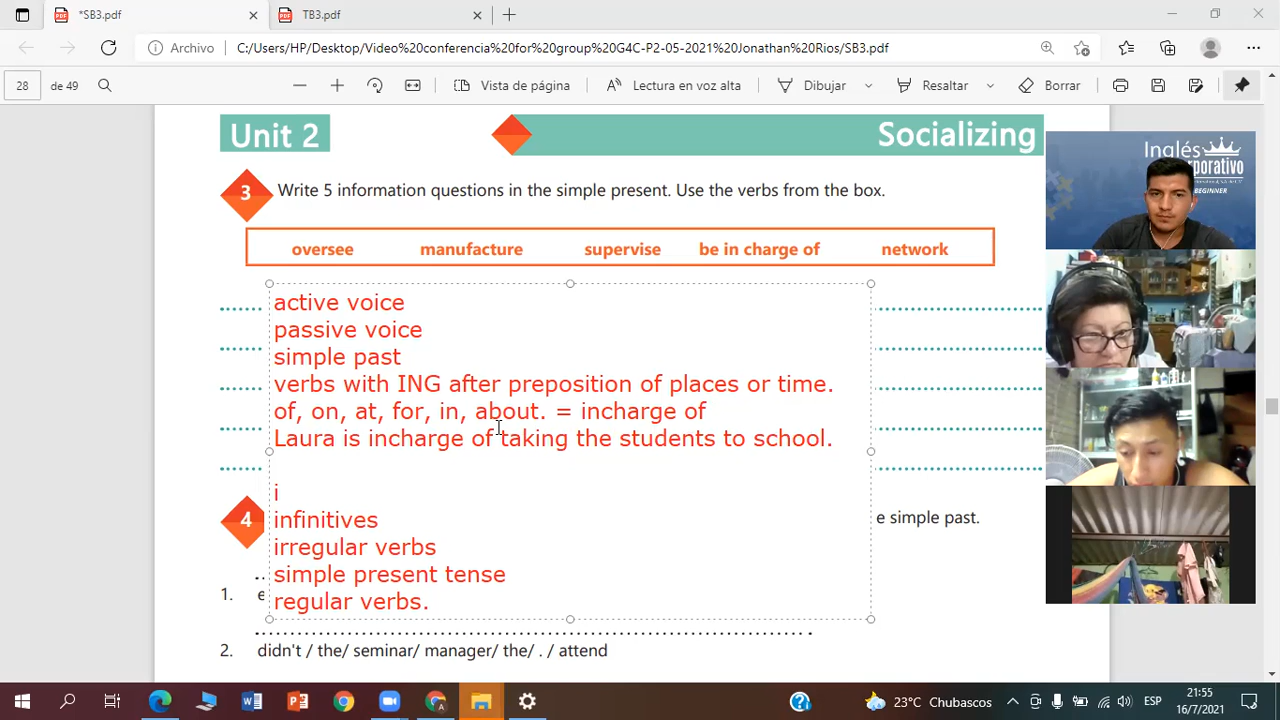 *SB3.pdf
TB3.pdf
Archivo
C:/Users/HP/Desktop/Video%20conferencia%20for%20group%20G4C-P2-05-2021%20Jonathan%20Rios/SB3.pdf
28 de 49
Vista de página
Lectura en voz alta
Dibujar
Resaltar
Borrar
Unit 2
Socializing
3 Write 5 information questions in the simple present. Use the verbs from the box.
oversee manufacture supervise be in charge of network
active voice
passive voice
simple past
verbs with ING after preposition of places or time.
of, on, at, for, in, about. = incharge of
Laura is incharge of taking the students to school.
i
infinitives
4 e simple past.
irregular verbs
simple present tense
1. e
regular verbs.
2. didn't / the/ seminar/ manager/ the/ . / attend
Inglés
rporativo
BEGINNER
23°C Chubascos
ESP
21:55
16/7/2021